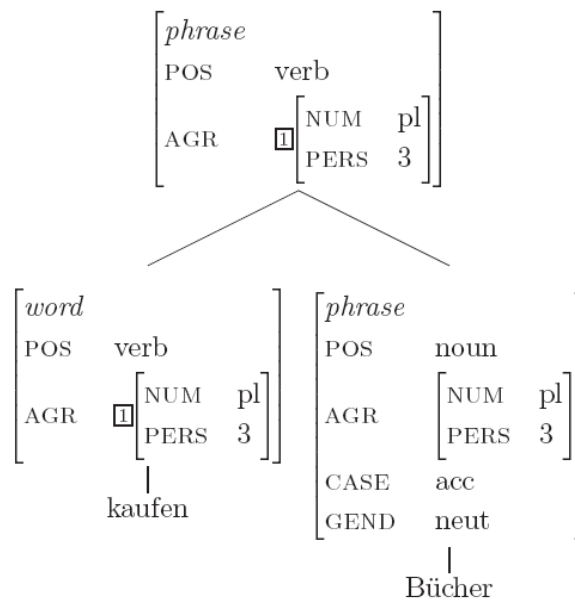 phrase
POS verb
AGR 1 NUM pl
PERS 3
word
POS verb
AGR 1 NUM pl
PERS 3
kaufen
phrase
POS noun
AGR NUM pl
PERS 3
CASE acc
GEND neut
Bücher